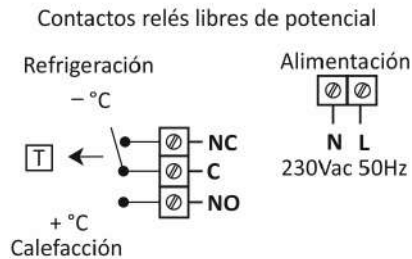 Contactos relés libres de potencial
Refrigeración
– °C
T
NC
C
NO
+ °C
Calefacción
Alimentación
N L
230Vac 50Hz